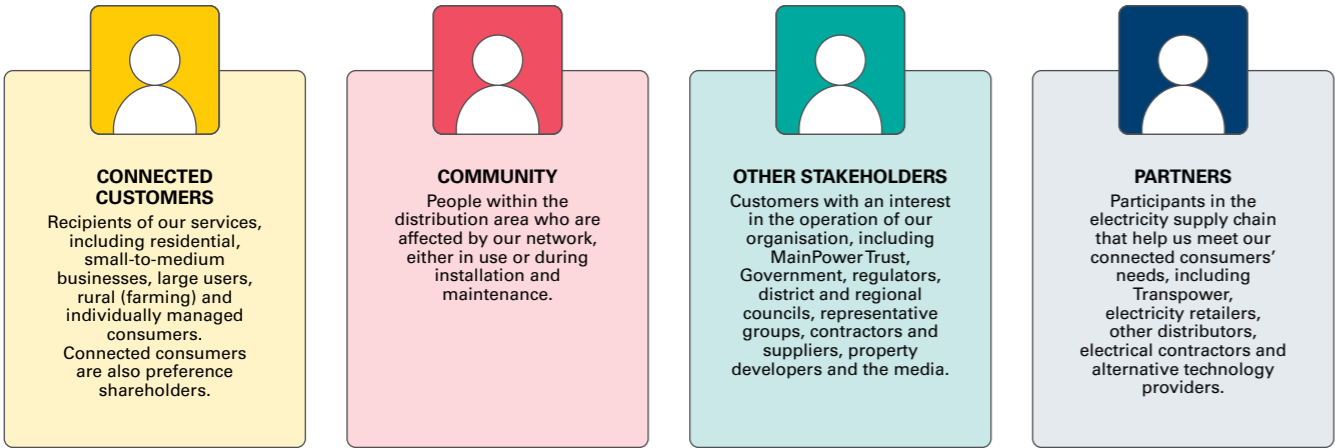 CONNECTED
CUSTOMERS
Recipients of our services,
including residential,
small-to-medium
businesses, large users,
rural (farming) and
individually managed
consumers.
Connected consumers
are also preference
shareholders.
COMMUNITY
People within the
distribution area who are
affected by our network,
either in use or during
installation and
maintenance.
OTHER STAKEHOLDERS
Customers with an interest
in the operation of our
organisation, including
MainPower Trust,
Government, regulators,
district and regional
councils, representative
groups, contractors and
suppliers, property
developers and the media.
PARTNERS
Participants in the
electricity supply chain
that help us meet our
connected consumers’
needs, including
Transpower,
electricity retailers,
other distributors,
electrical contractors and
alternative technology
providers.